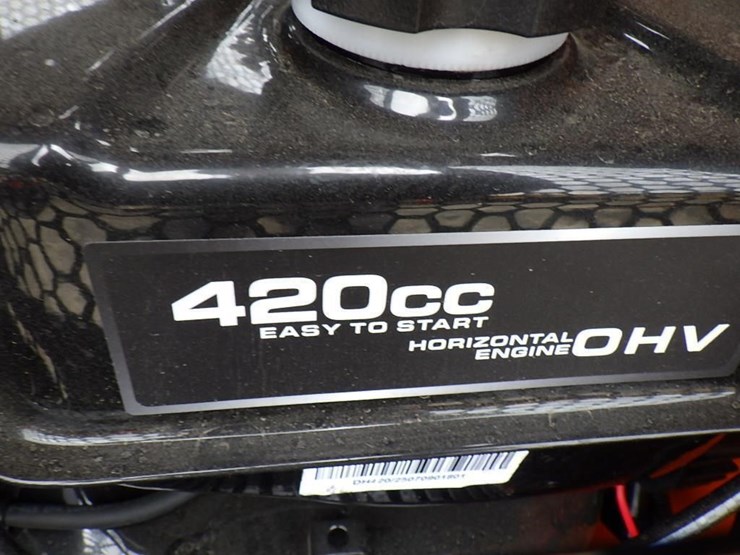 420cc
EASY TO START
HORIZONTAL
ENGINE OHV